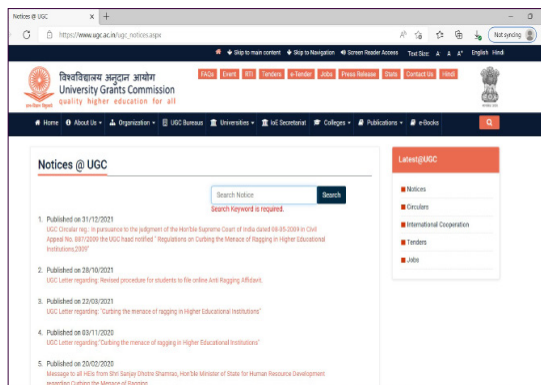 Notices @ UGC
https://www.ugc.ac.in/ugc_notices.aspx
Not syncing
Skip to main content Skip to Navigation Screen Reader Access Text Size: A A A+ English Hindi
विश्वविद्यालय अनुदान आयोग
University Grants Commission
quality higher education for all
FAQs Event RTI Tenders e-Tender Jobs Press Release Stats Contact Us Hindi
Home About Us Organization UGC Bureaus Universities IoE Secretariat Colleges Publications e-Books
Notices @ UGC
Search Notice Search
Search Keyword is required.
1. Published on 31/12/2021
UGC Circular reg.: In pursuance to the judgment of the Hon'ble Supreme Court of India dated 08-05-2009 in Civil
Appeal No. 887/2009 the UGC haad notified " Regulations on Curbing the Menace of Ragging in Higher Educational
Institutions,2009"
2. Published on 28/10/2021
UGC Letter regarding: Revised procedure for students to file online Anti Ragging Affidavit.
3. Published on 22/03/2021
UGC Letter regarding: "Curbing the menace of ragging in Higher Educational Institutions"
4. Published on 03/11/2020
UGC Letter regarding "Curbing the menace of ragging in Higher Educational Institutions"
5. Published on 20/02/2020
Message to all HEIs from Shri Sanjay Dhotre Shamrao, Hon'ble Minister of State for Human Resource Development
regarding Curbing the Menace of Ragging
Latest@UGC
Notices
Circulars
International Cooperation
Tenders
Jobs